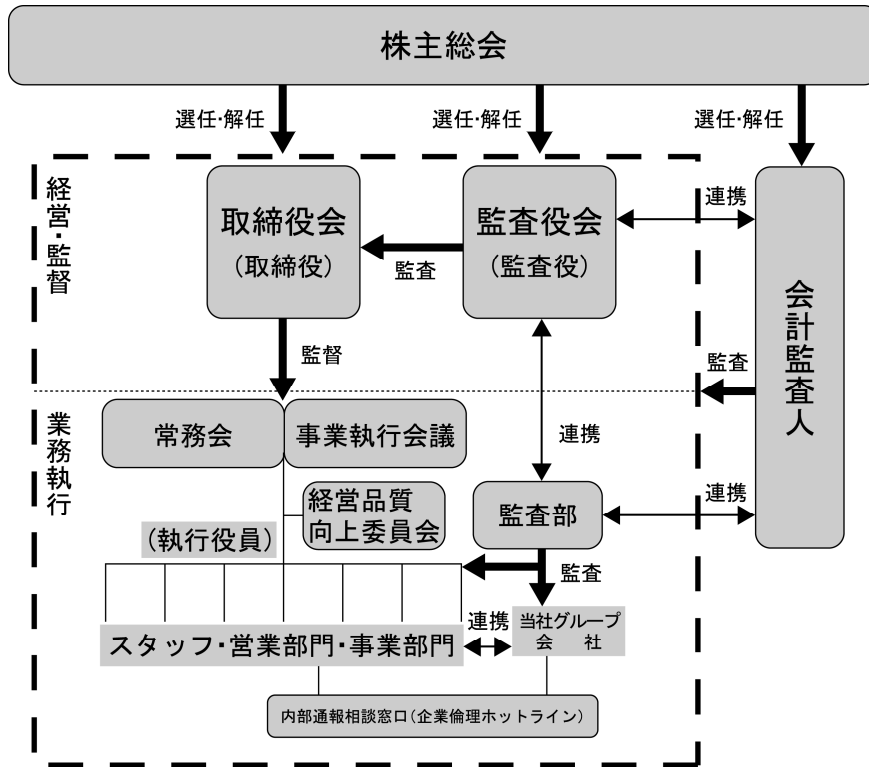 株主総会
選任・解任
選任・解任
選任・解任
経営・監督
取締役会
(取締役)
監査
監査役会
(監査役)
連携
会計監査人
監督
監査
業務執行
常務会
事業執行会議
連携
経営品質
向上委員会
監査部
連携
(執行役員)
監査
スタッフ・営業部門・事業部門
連携
当社グループ
会　社
内部通報相談窓口(企業倫理ホットライン)